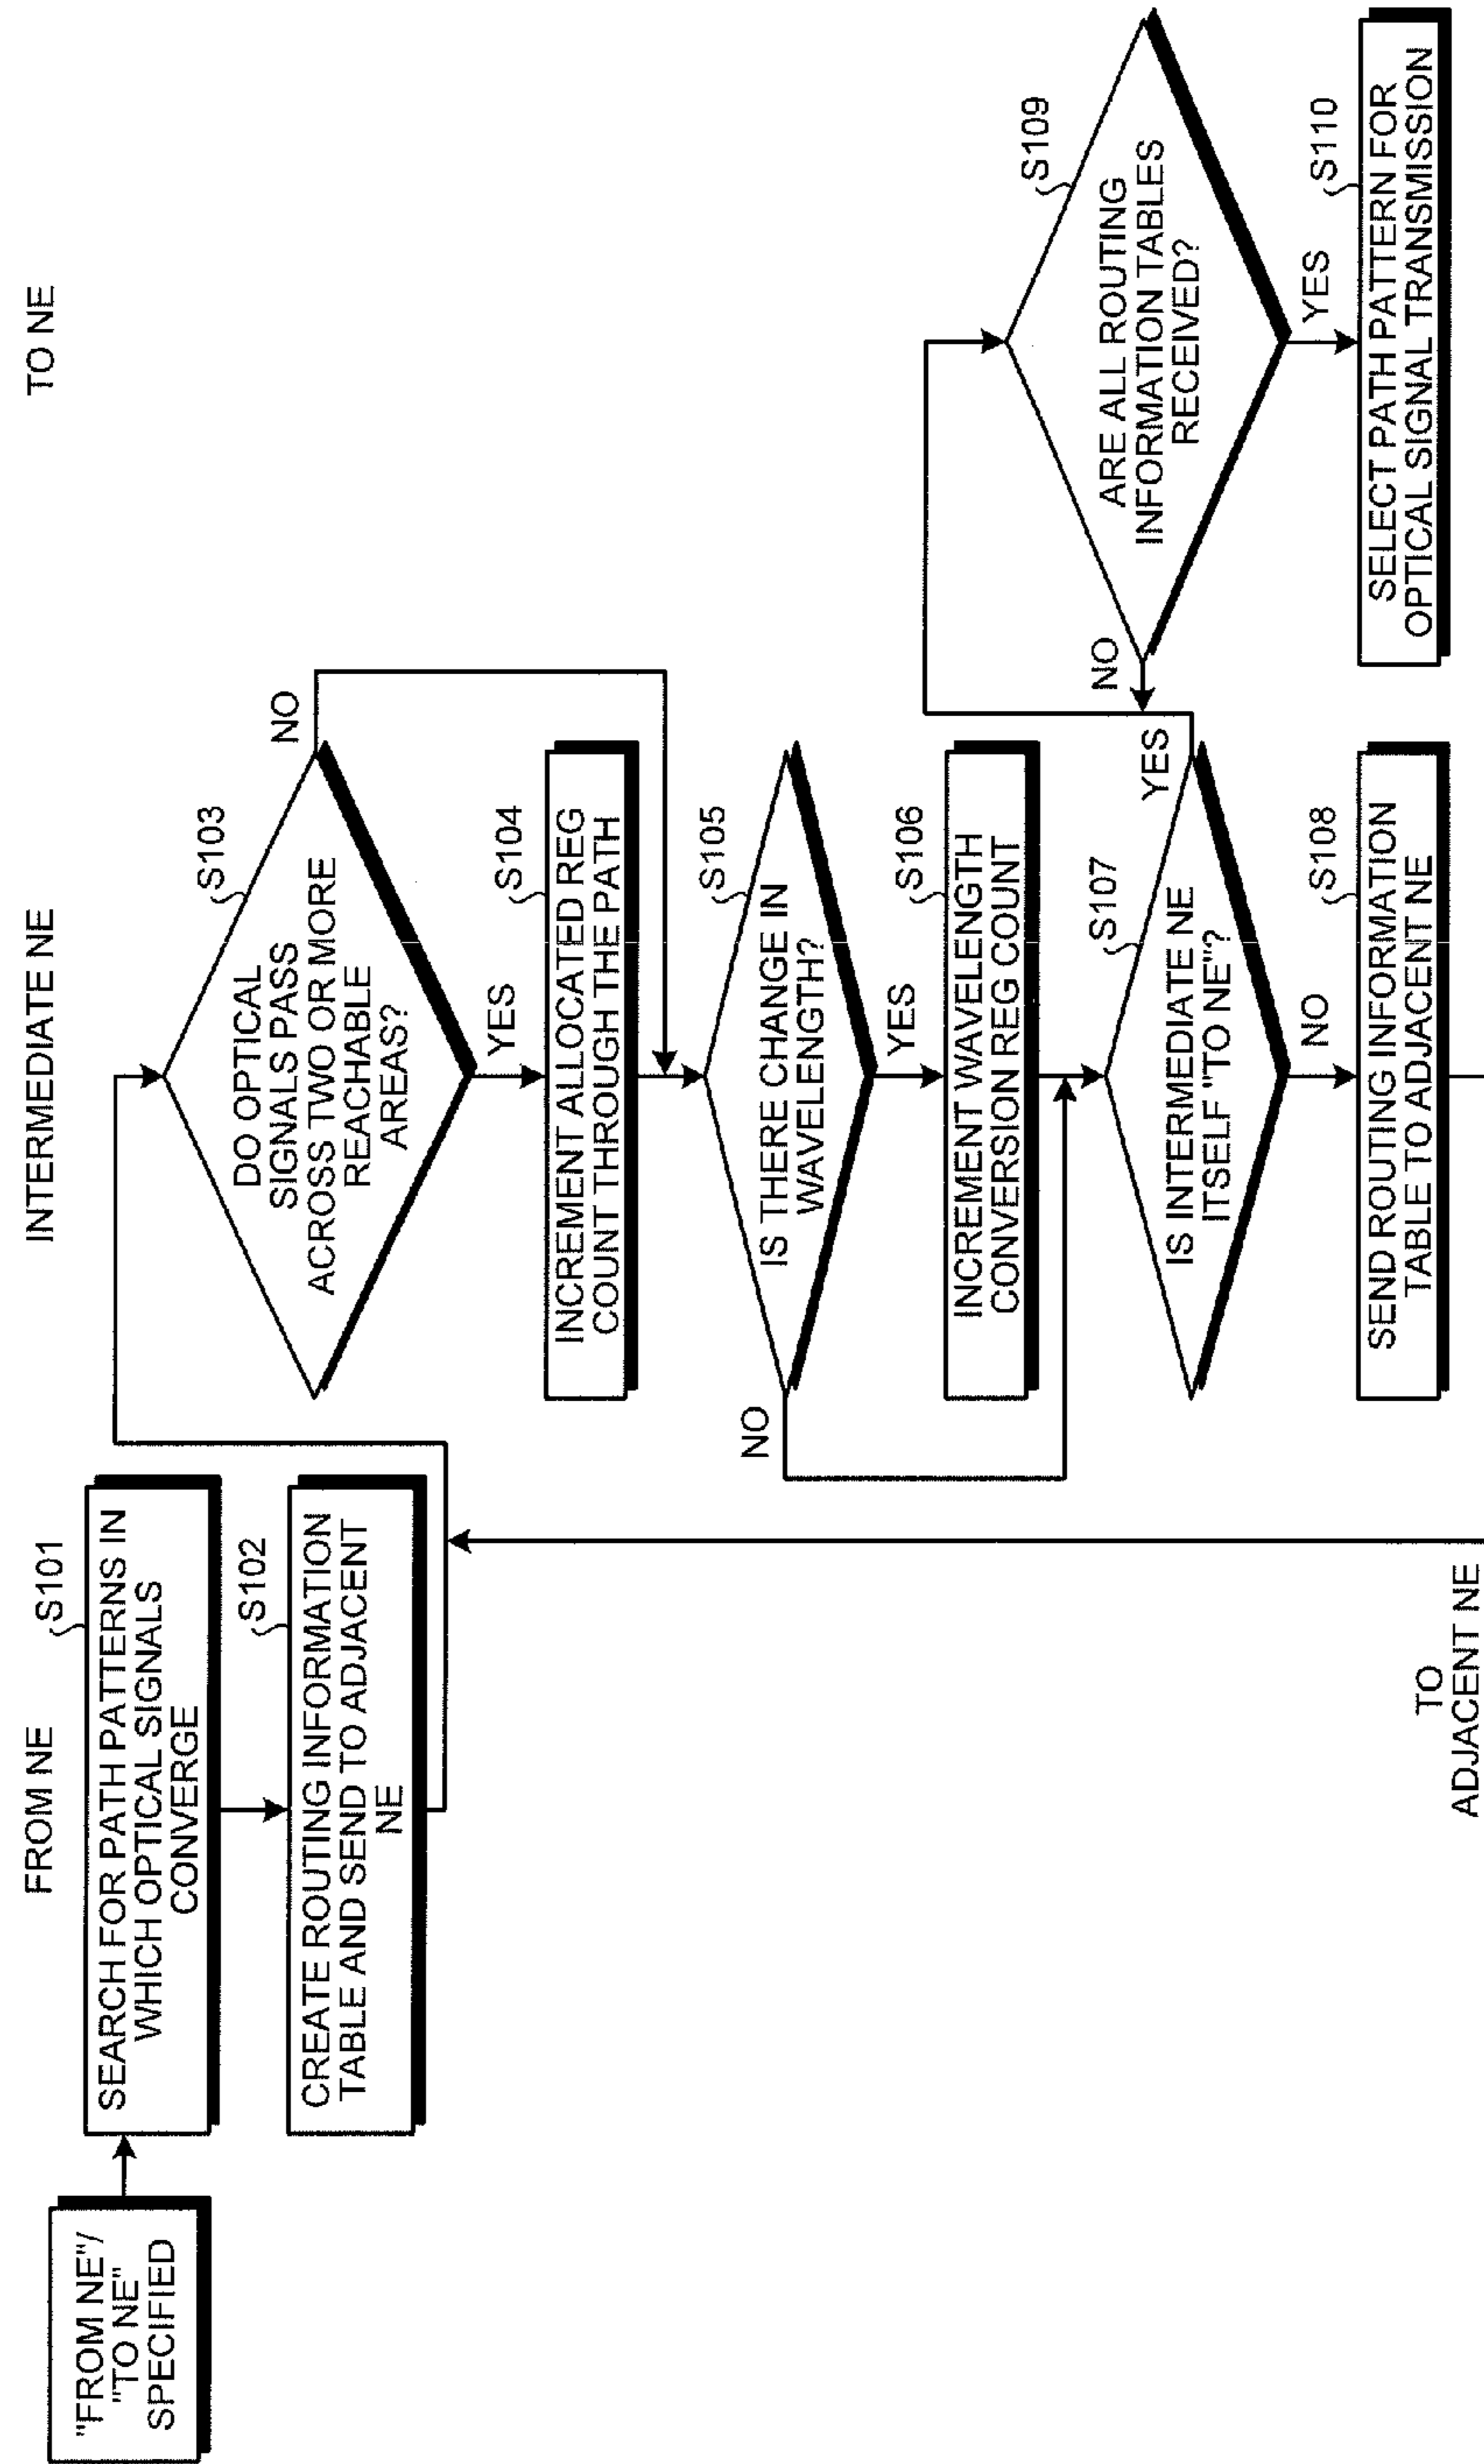 FROM NE
INTERMEDIATE NE
TO NE
"FROM NE"/
"TO NE"
SPECIFIED
S101
SEARCH FOR PATH PATTERNS IN
WHICH OPTICAL SIGNALS
CONVERGE
S102
CREATE ROUTING INFORMATION
TABLE AND SEND TO ADJACENT
NE
S103
DO OPTICAL
SIGNALS PASS
ACROSS TWO OR MORE
REACHABLE
AREAS?
NO
YES
S104
INCREMENT ALLOCATED REG
COUNT THROUGH THE PATH
S105
IS THERE CHANGE IN
WAVELENGTH?
NO
YES
S106
INCREMENT WAVELENGTH
CONVERSION REG COUNT
S107
IS INTERMEDIATE NE
ITSELF "TO NE"?
YES
NO
S108
SEND ROUTING INFORMATION
TABLE TO ADJACENT NE
TO
ADJACENT NE
S109
ARE ALL ROUTING
INFORMATION TABLES
RECEIVED?
NO
YES
S110
SELECT PATH PATTERN FOR
OPTICAL SIGNAL TRANSMISSION